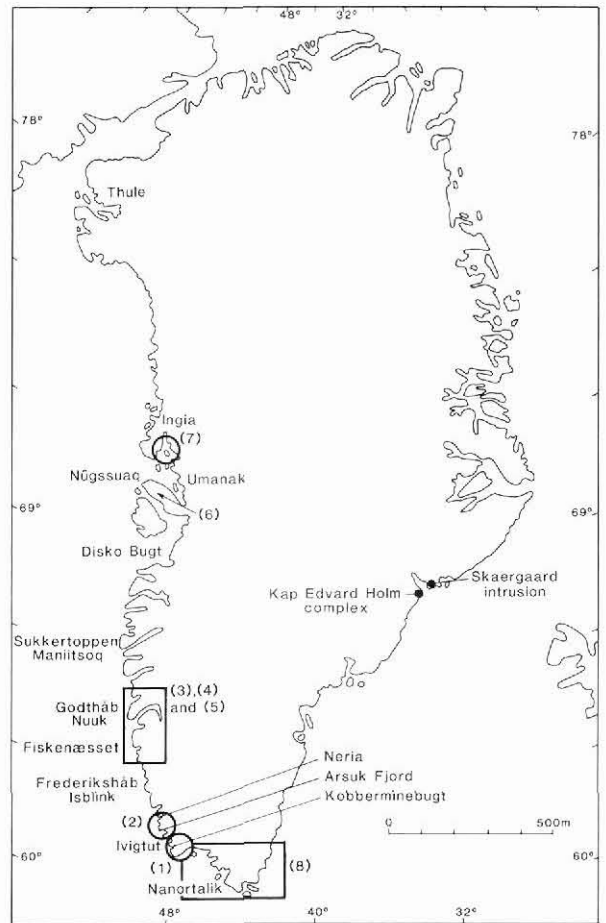 48° 32°
78° 78°
Thule
Ingia
(7)
Nûgssuaq Umanak
(6)
69° 69°
Disko Bugt
Skaergaard
intrusion
Kap Edvard Holm
complex
Sukkertoppen
Maniitsoq
(3),(4)
and (5)
Godthåb
Nuuk
Fiskenæsset
Neria
Arsuk Fjord
Kobberminebugt
Frederikshåb
Isblink
0 500m
(2)
Ivigtut
(1)
(8)
Nanortalik
60° 60°
48° 40° 32°